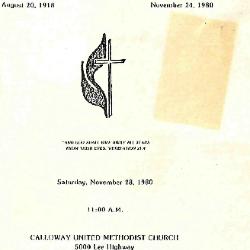 August 20, 1918 November 24, 1980
Saturday, November 28, 1980
11:00 A.M.
CALLOWAY UNITED METHODIST CHURCH
5000 Lee Highway